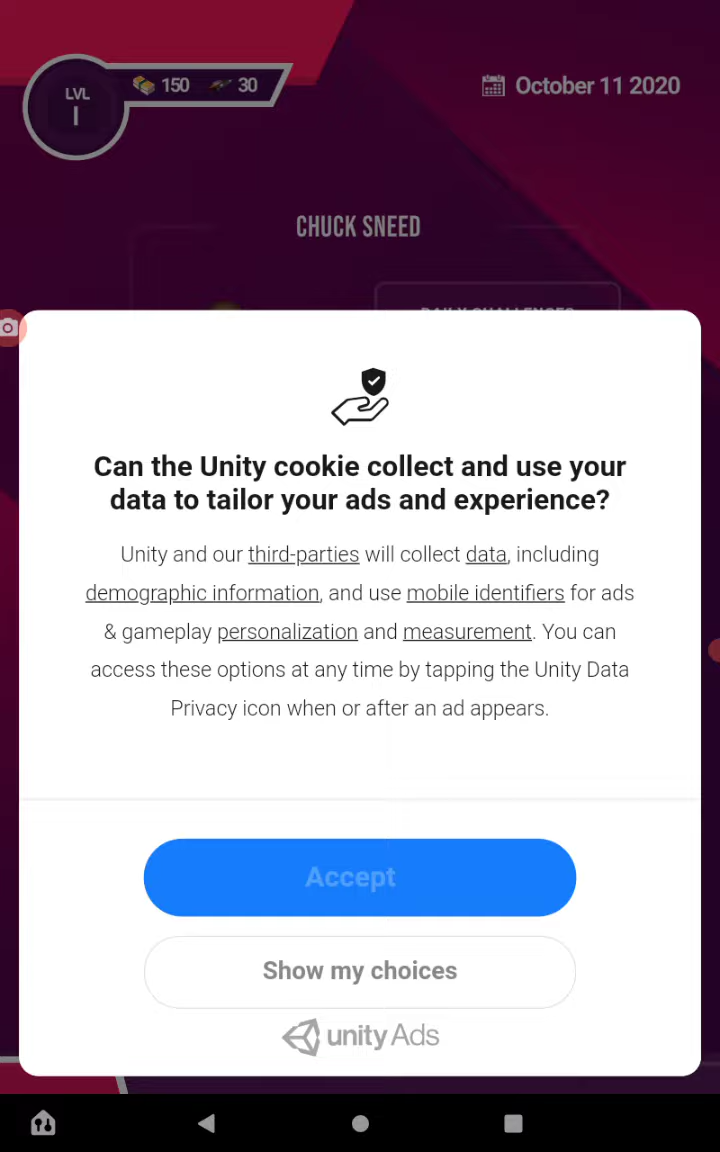 LVL
I
150
30
October 11 2020
CHUCK SNEED
DAILY CHALLENGES
Can the Unity cookie collect and use your
data to tailor your ads and experience?
Unity and our third-parties will collect data, including
demographic information, and use mobile identifiers for ads
& gameplay personalization and measurement. You can
access these options at any time by tapping the Unity Data
Privacy icon when or after an ad appears.
Accept
Show my choices
unity Ads